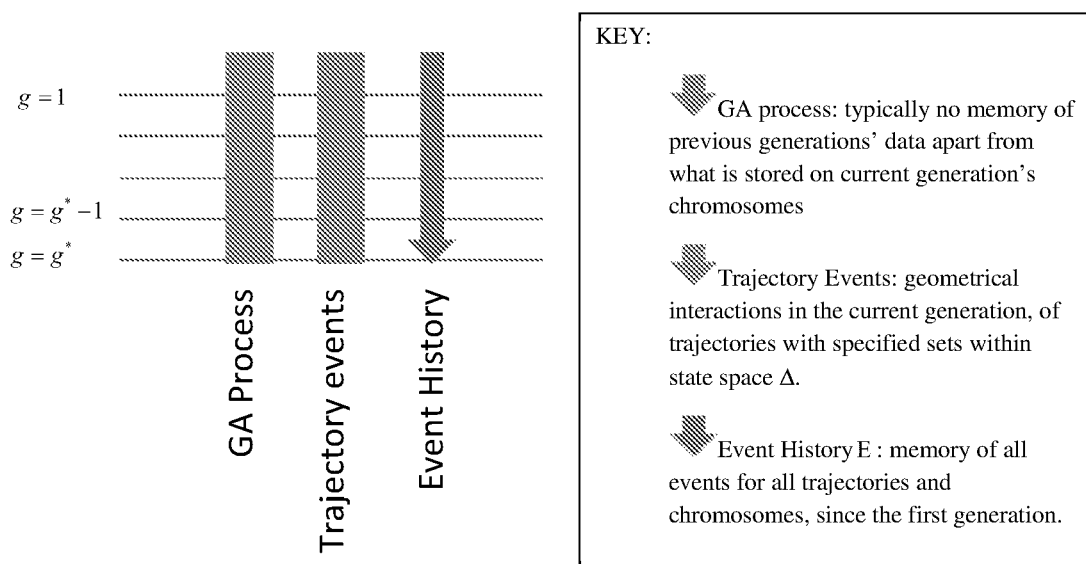 g = 1
g = g* −1
g = g*
GA Process
Trajectory events
Event History
KEY:
GA process: typically no memory of
previous generations’ data apart from
what is stored on current generation’s
chromosomes
Trajectory Events: geometrical
interactions in the current generation, of
trajectories with specified sets within
state space Δ.
Event History E : memory of all
events for all trajectories and
chromosomes, since the first generation.